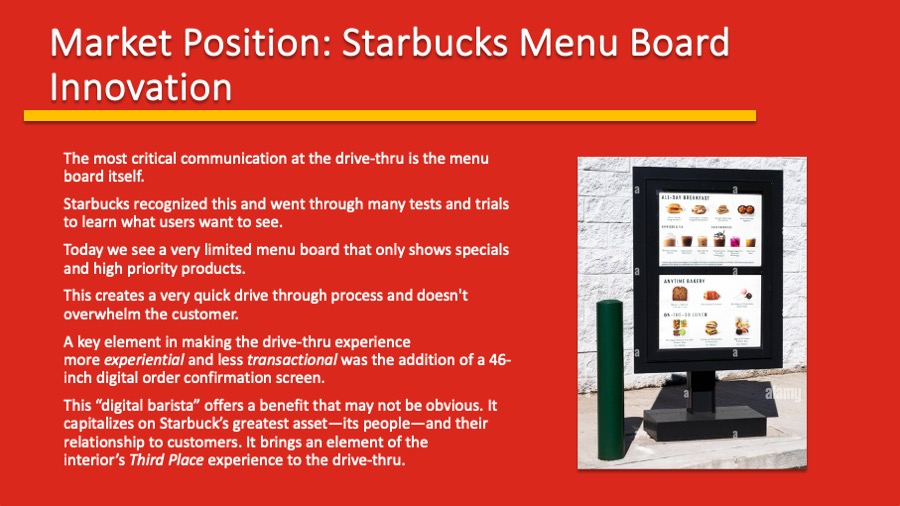 Market Position: Starbucks Menu Board
Innovation
The most critical communication at the drive-thru is the menu
board itself.
Starbucks recognized this and went through many tests and trials
to learn what users want to see.
Today we see a very limited menu board that only shows specials
and high priority products.
This creates a very quick drive through process and doesn't
overwhelm the customer.
A key element in making the drive-thru experience
more experiential and less transactional was the addition of a 46-
inch digital order confirmation screen.
This “digital barista” offers a benefit that may not be obvious. It
capitalizes on Starbuck’s greatest asset—its people—and their
relationship to customers. It brings an element of the
interior’s Third Place experience to the drive-thru.
ALL-DAY BREAKFAST
ANYTIME BAKERY
ON-THE-GO LUNCH
alamy